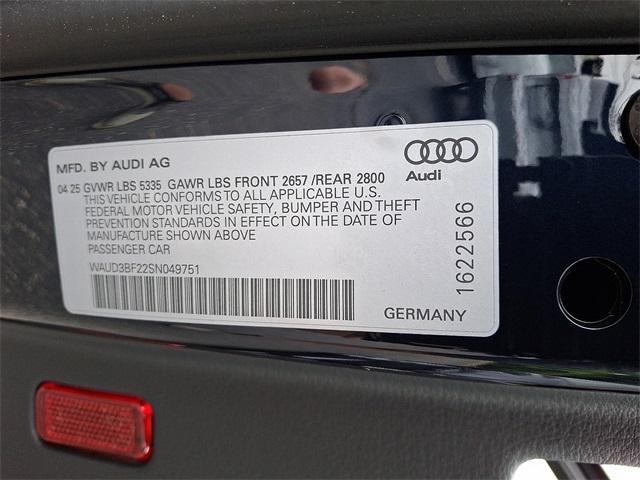 MFD. BY AUDI AG
Audi
04 25 GVWR LBS 5335 GAWR LBS FRONT 2657 /REAR 2800
THIS VEHICLE CONFORMS TO ALL APPLICABLE U.S.
FEDERAL MOTOR VEHICLE SAFETY, BUMPER AND THEFT
PREVENTION STANDARDS IN EFFECT ON THE DATE OF
MANUFACTURE SHOWN ABOVE
PASSENGER CAR
WAUD3BF22SN049751
1622566
GERMANY